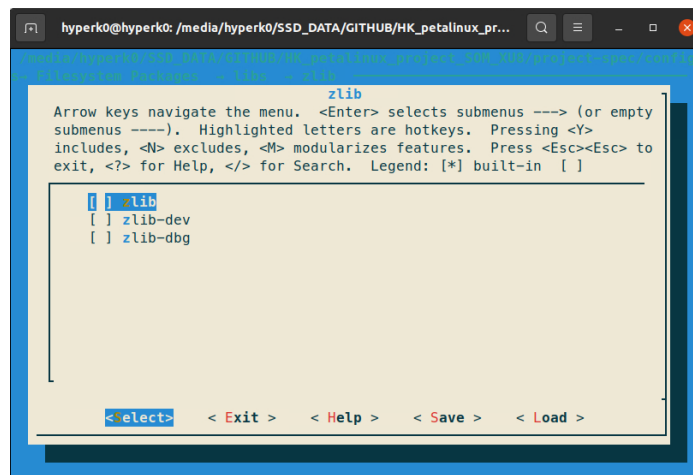 hyperk0@hyperk0: /media/hyperk0/SSD_DATA/GITHUB/HK_petalinux_pr...
/media/hyperk0/SSD_DATA/GITHUB/HK_petalinux_project_SOM_XU8/project-spec/config
s→ Filesystem Packages → libs → zlib
zlib
Arrow keys navigate the menu. <Enter> selects submenus ---> (or empty
submenus ----). Highlighted letters are hotkeys. Pressing <Y>
includes, <N> excludes, <M> modularizes features. Press <Esc><Esc> to
exit, <?> for Help, </> for Search. Legend: [*] built-in [ ]
[ ] zlib
[ ] zlib-dev
[ ] zlib-dbg
<Select> < Exit > < Help > < Save > < Load >